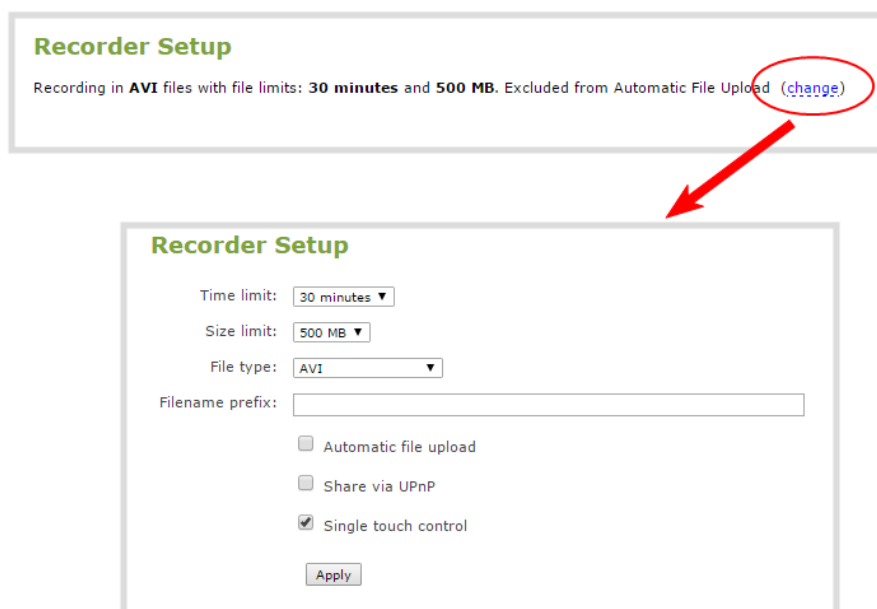 Recorder Setup
Recording in AVI files with file limits: 30 minutes and 500 MB. Excluded from Automatic File Upload (change)
Recorder Setup
Time limit: 30 minutes ▼
Size limit: 500 MB ▼
File type: AVI ▼
Filename prefix:
Automatic file upload
Share via UPnP
Single touch control
Apply